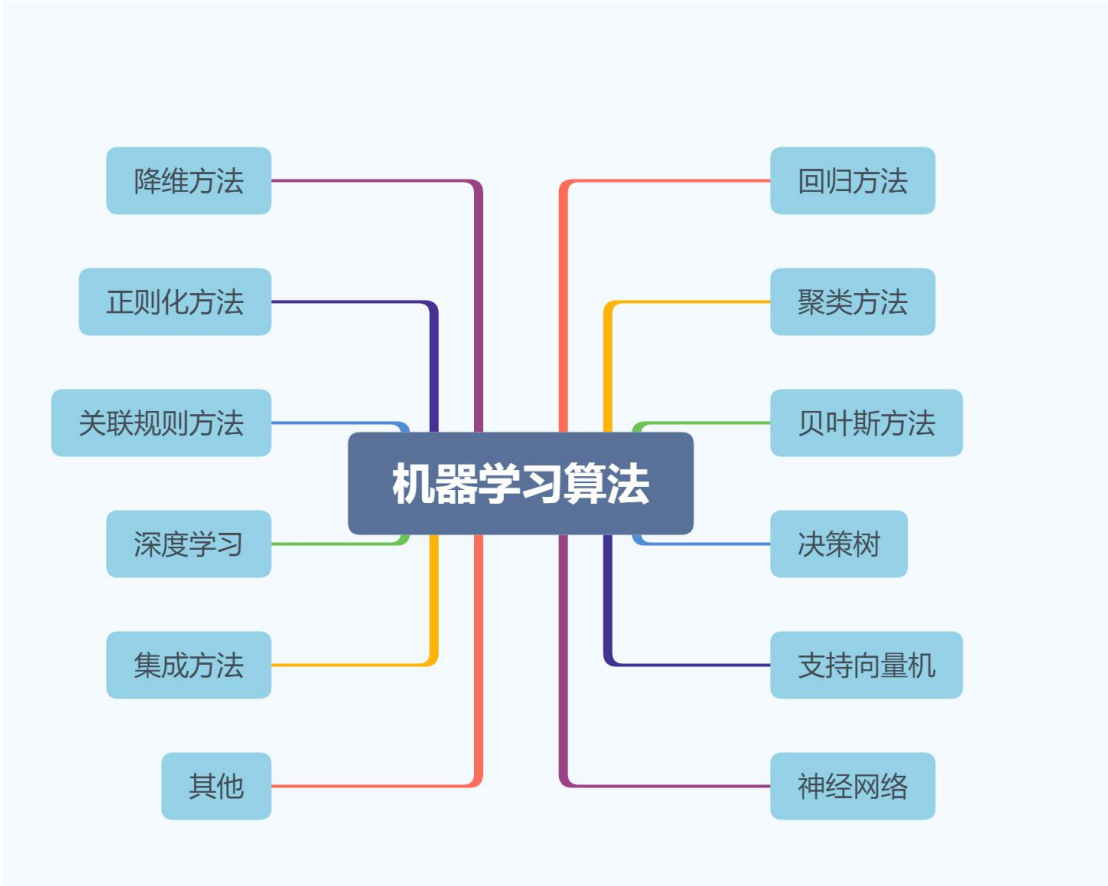 降维方法
正则化方法
关联规则方法
深度学习
集成方法
其他
机器学习算法
回归方法
聚类方法
贝叶斯方法
决策树
支持向量机
神经网络